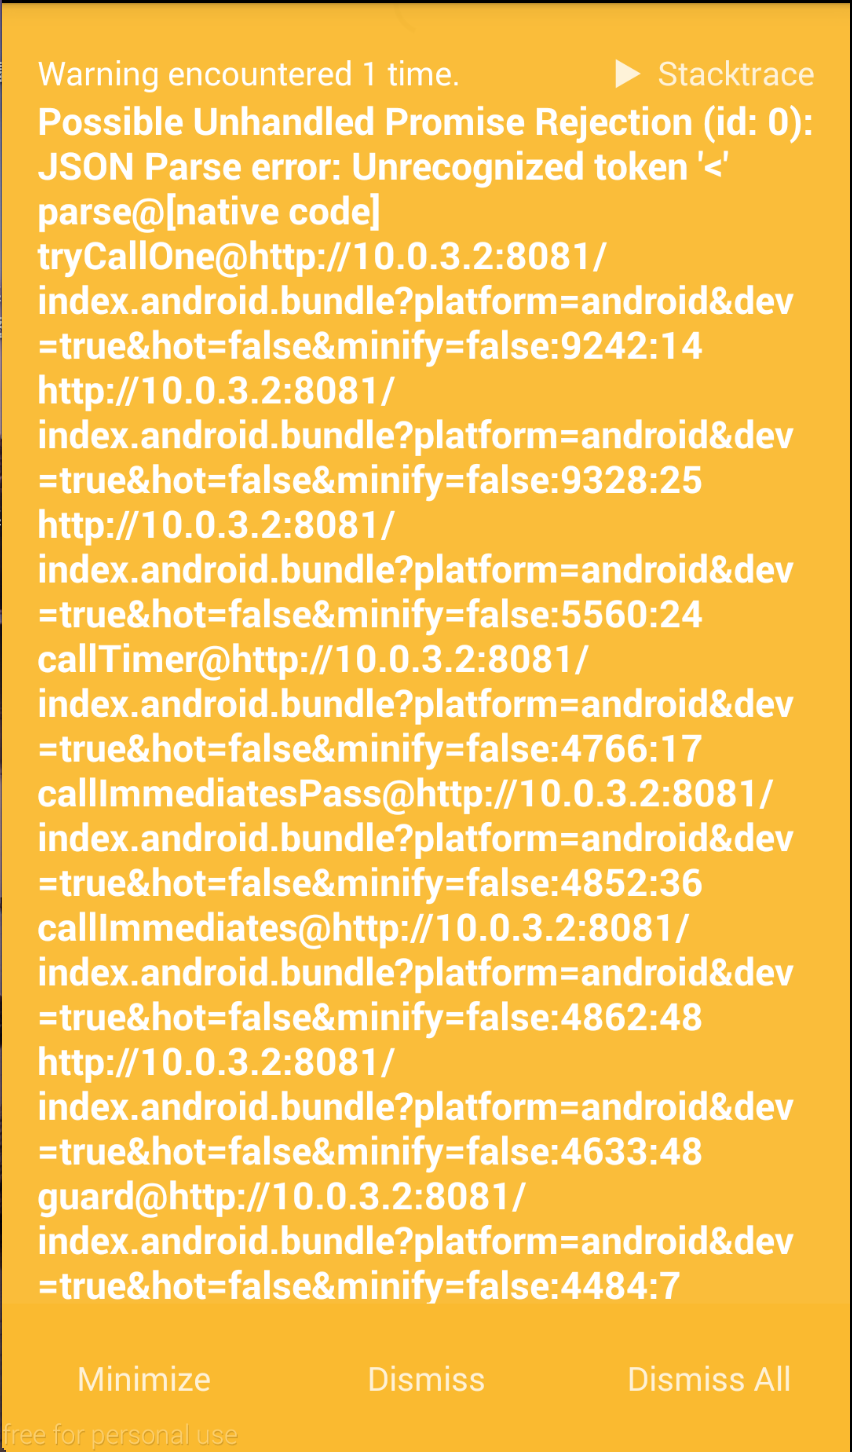 Warning encountered 1 time.
Stacktrace
Possible Unhandled Promise Rejection (id: 0):
JSON Parse error: Unrecognized token '<'
parse@[native code]
tryCallOne@http://10.0.3.2:8081/
index.android.bundle?platform=android&dev
=true&hot=false&minify=false:9242:14
http://10.0.3.2:8081/
index.android.bundle?platform=android&dev
=true&hot=false&minify=false:9328:25
http://10.0.3.2:8081/
index.android.bundle?platform=android&dev
=true&hot=false&minify=false:5560:24
callTimer@http://10.0.3.2:8081/
index.android.bundle?platform=android&dev
=true&hot=false&minify=false:4766:17
callImmediatesPass@http://10.0.3.2:8081/
index.android.bundle?platform=android&dev
=true&hot=false&minify=false:4852:36
callImmediates@http://10.0.3.2:8081/
index.android.bundle?platform=android&dev
=true&hot=false&minify=false:4862:48
http://10.0.3.2:8081/
index.android.bundle?platform=android&dev
=true&hot=false&minify=false:4633:48
guard@http://10.0.3.2:8081/
index.android.bundle?platform=android&dev
=true&hot=false&minify=false:4484:7
Minimize
Dismiss
Dismiss All
free for personal use